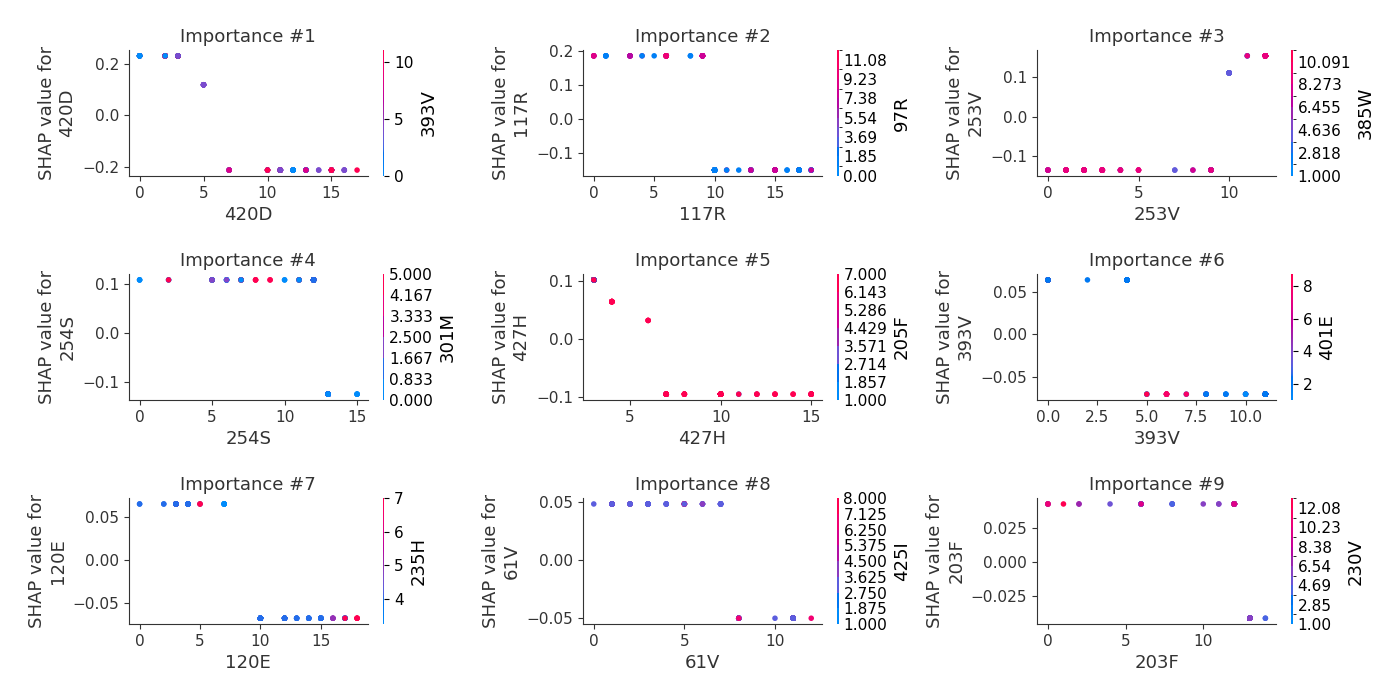 Importance #1
SHAP value for
420D
0.2
0.0
−0.2
0
5
10
15
420D
10
5
0
393V
Importance #2
SHAP value for
117R
0.2
0.1
0.0
−0.1
0
5
10
15
117R
11.08
9.23
7.38
5.54
3.69
1.85
0.00
97R
Importance #3
SHAP value for
253V
0.1
0.0
−0.1
0
5
10
253V
10.091
8.273
6.455
4.636
2.818
1.000
385W
Importance #4
SHAP value for
254S
0.1
0.0
−0.1
0
5
10
15
254S
5.000
4.167
3.333
2.500
1.667
0.833
0.000
301M
Importance #5
SHAP value for
427H
0.1
0.0
−0.1
5
10
15
427H
7.000
6.143
5.286
4.429
3.571
2.714
1.857
1.000
205F
Importance #6
SHAP value for
393V
0.05
0.00
−0.05
0.0
2.5
5.0
7.5
10.0
393V
8
6
4
2
401E
Importance #7
SHAP value for
120E
0.05
0.00
−0.05
0
5
10
15
120E
7
6
5
4
235H
Importance #8
SHAP value for
61V
0.05
0.00
−0.05
0
5
10
61V
8.000
7.125
6.250
5.375
4.500
3.625
2.750
1.875
1.000
425I
Importance #9
SHAP value for
203F
0.025
0.000
−0.025
0
5
10
203F
12.08
10.23
8.38
6.54
4.69
2.85
1.00
230V